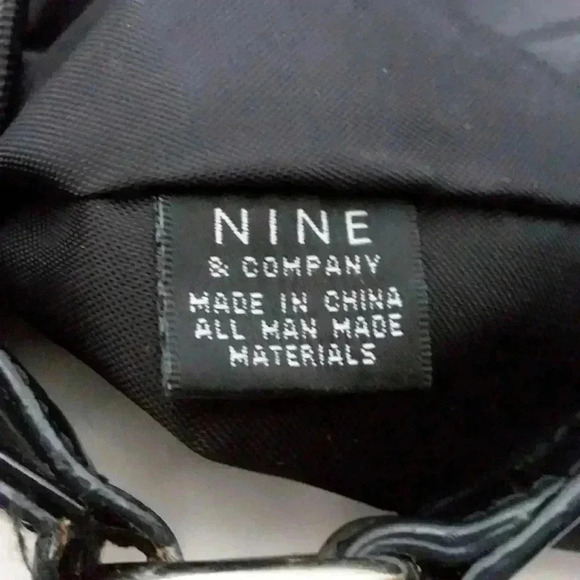 NINE
& COMPANY
MADE IN CHINA
ALL MAN MADE
MATERIALS